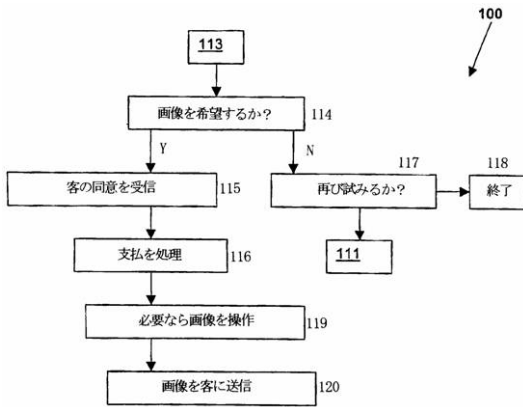 100
113
画像を希望するか？ 114
Y N
117 118
客の同意を受信 115 再び試みるか？ 終了
支払を処理 116 111
必要なら画像を操作 119
画像を客に送信 120